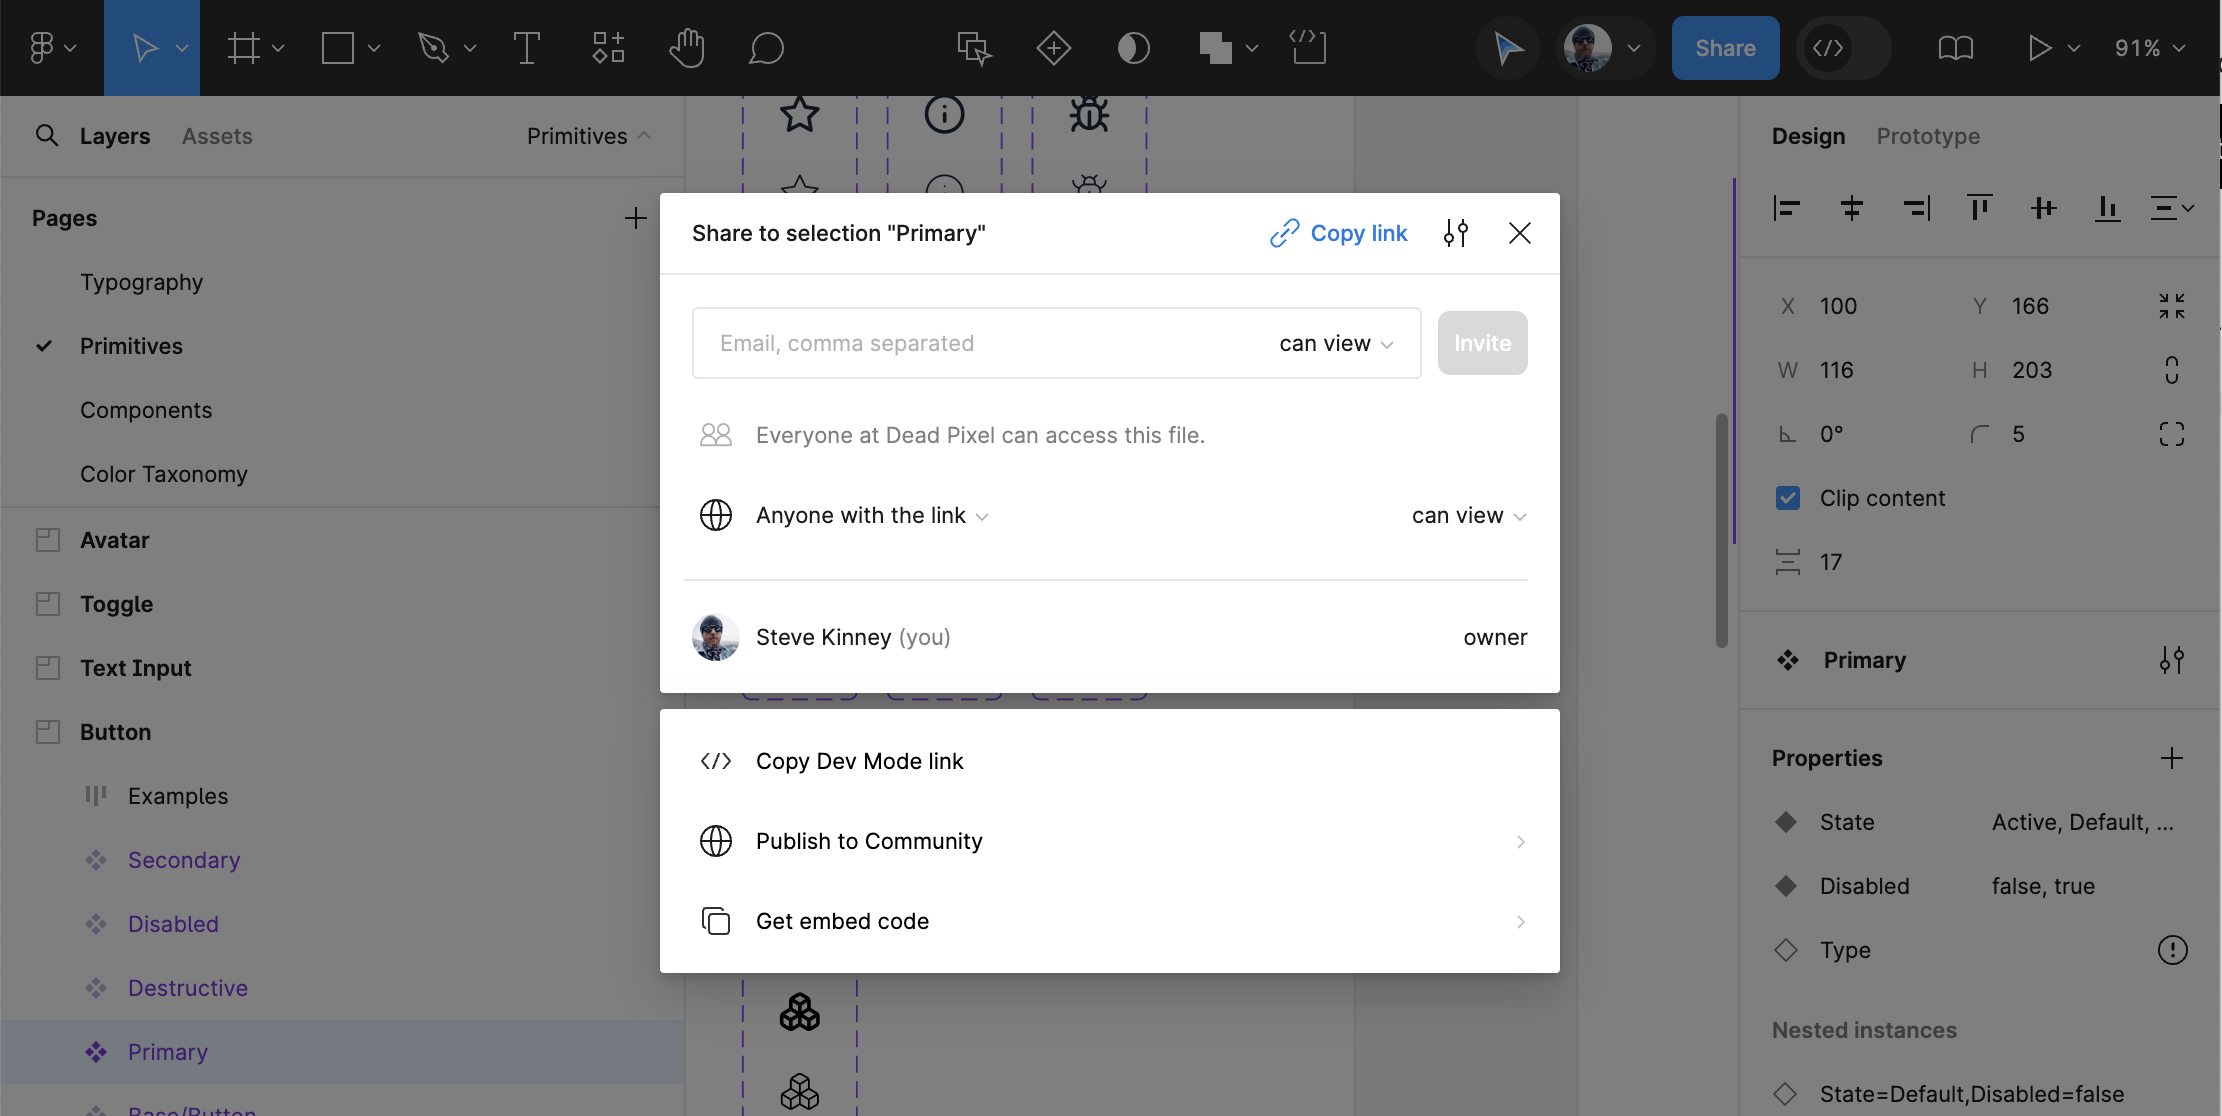 Share
91%
Layers
Assets
Primitives
Design
Prototype
Pages
Typography
Primitives
Components
Color Taxonomy
Avatar
Toggle
Text Input
Button
Examples
Secondary
Disabled
Destructive
Primary
Base/Button
Share to selection "Primary"
Copy link
Email, comma separated
can view
Invite
Everyone at Dead Pixel can access this file.
Anyone with the link
can view
Steve Kinney (you)
owner
Copy Dev Mode link
Publish to Community
Get embed code
X 100
Y 166
W 116
H 203
0°
5
Clip content
17
Primary
Properties
State
Active, Default, ...
Disabled
false, true
Type
Nested instances
State=Default,Disabled=false